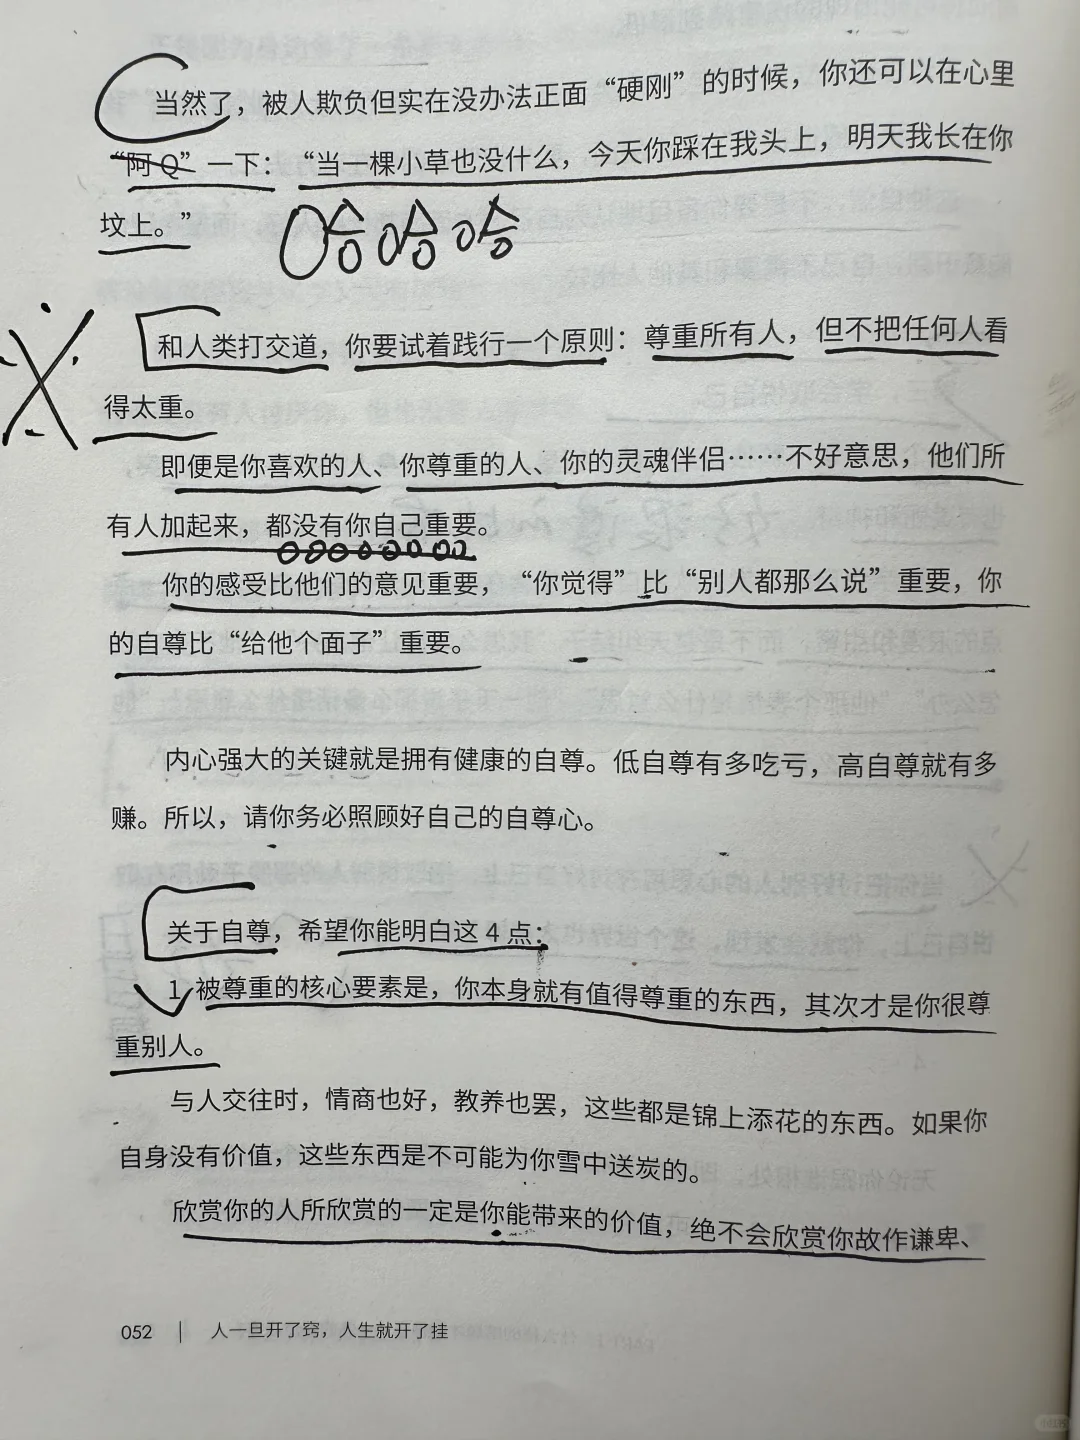 当然了，被人欺负但实在没办法正面“硬刚”的时候，你还可以在心里
“阿Q”一下：“当一棵小草也没什么，今天你踩在我头上，明天我长在你
坟上。”
哈哈哈
和人类打交道，你要试着践行一个原则：尊重所有人，但不把任何人看
得太重。
即便是你喜欢的人、你尊重的人、你的灵魂伴侣……不好意思，他们所
有人加起来，都没有你自己重要。
你的感受比他们的意见重要，“你觉得”比“别人都那么说”重要，你
的自尊比“给他个面子”重要。
内心强大的关键就是拥有健康的自尊。低自尊有多吃亏，高自尊就有多
赚。所以，请你务必照顾好自己的自尊心。
关于自尊，希望你能明白这4点：
1. 被尊重的核心要素是，你本身就有值得尊重的东西，其次才是你很尊
重别人。
与人交往时，情商也好，教养也罢，这些都是锦上添花的东西。如果你
自身没有价值，这些东西是不可能为你雪中送炭的。
欣赏你的人所欣赏的一定是你能带来的价值，绝不会欣赏你故作谦卑、
052 | 人一旦开了窍，人生就开了挂
小红书